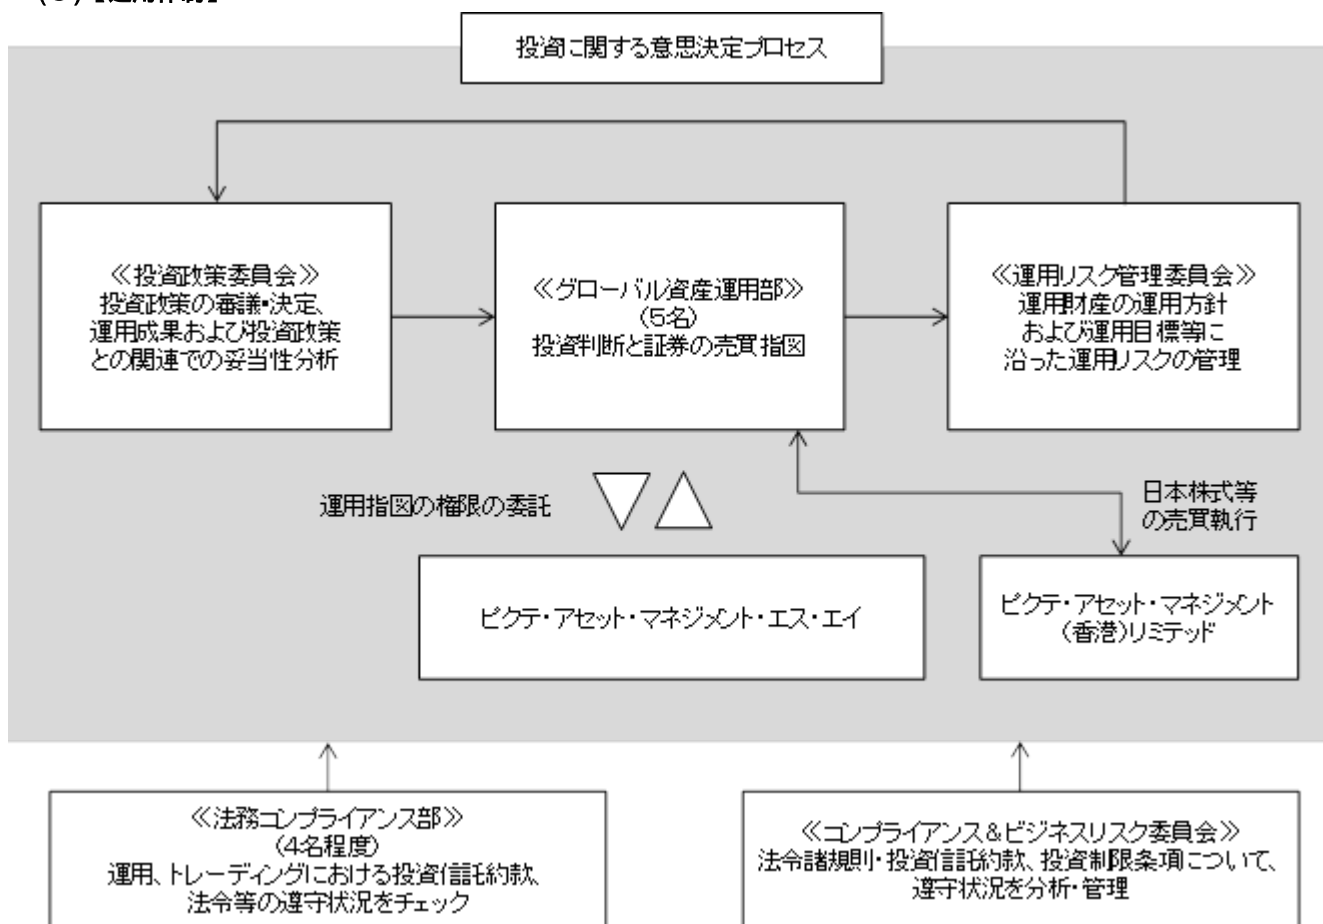 投資に関する意思決定プロセス
≪投資政策委員会≫
投資政策の審議・決定、
運用成果および投資政策
との関連での妥当性分析
≪グローバル資産運用部≫
(5名)
投資判断と証券の売買指図
≪運用リスク管理委員会≫
運用財産の運用方針
および運用目標等に
沿った運用リスクの管理
運用指図の権限の委託
日本株式等
の売買執行
ピクテ・アセット・マネジメント・エス・エイ
ピクテ・アセット・マネジメント
(香港)リミテッド
≪法務コンプライアンス部≫
(4名程度)
運用、トレーディングにおける投資信託約款、
法令等の遵守状況をチェック
≪コンプライアンス&ビジネスリスク委員会≫
法令諸規則・投資信託約款、投資制限条項について、
遵守状況を分析・管理